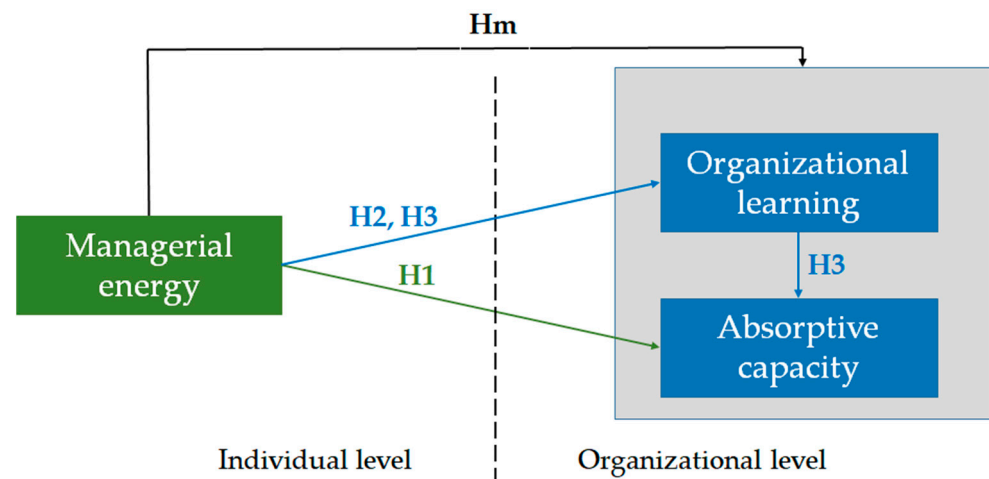 Hm
Organizational
learning
H2, H3
Managerial
energy
H1
H3
Absorptive
capacity
Individual level
Organizational level